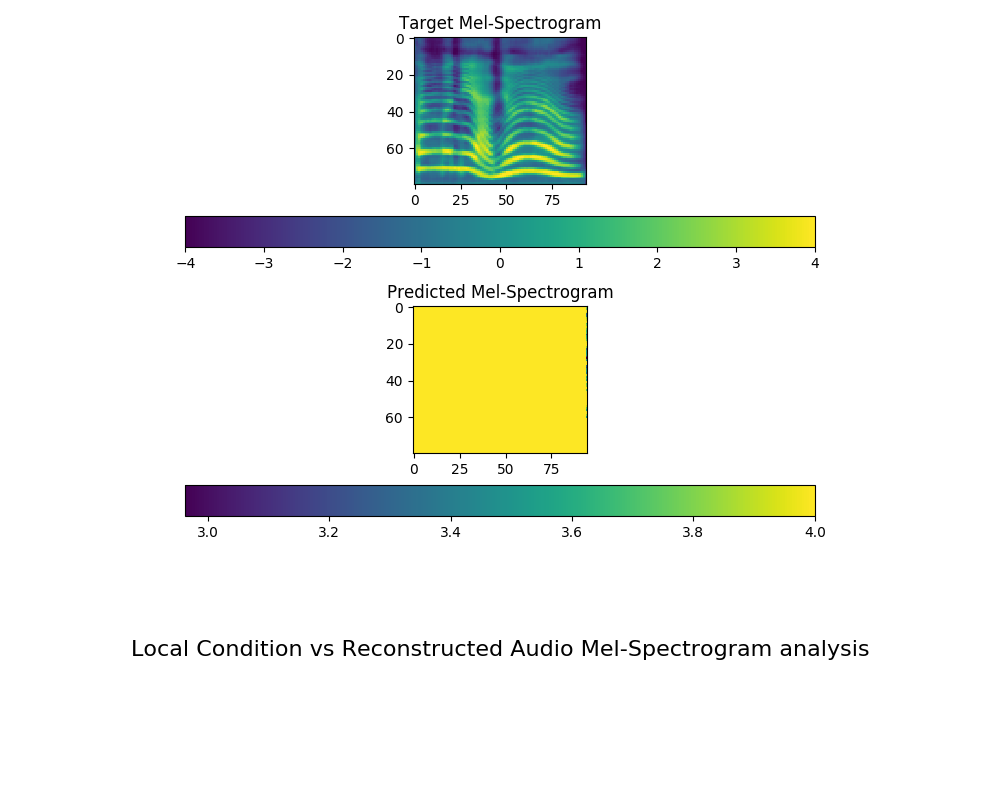 Target Mel-Spectrogram
0
20
40
60
0 25 50 75
−4 −3 −2 −1 0 1 2 3 4
Predicted Mel-Spectrogram
0
20
40
60
0 25 50 75
3.0 3.2 3.4 3.6 3.8 4.0
Local Condition vs Reconstructed Audio Mel-Spectrogram analysis